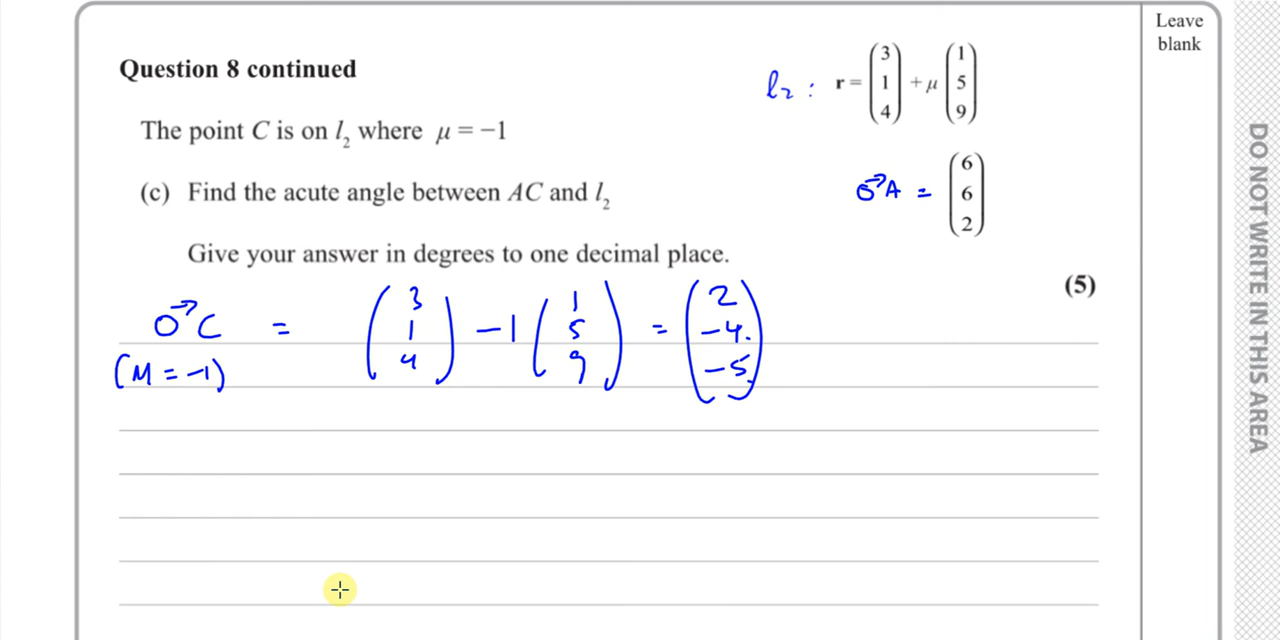 Leave
blank
Question 8 continued
l₂ : r = (3 1 4) + μ (1 5 9)
The point C is on l₂ where μ = −1
(c) Find the acute angle between AC and l₂
O⃗A = (6 6 2)
Give your answer in degrees to one decimal place.
(5)
O⃗C = (3 1 4) −1 (1 5 9) = (2 −4. −5)
(M = −1)
DO NOT WRITE IN THIS AREA